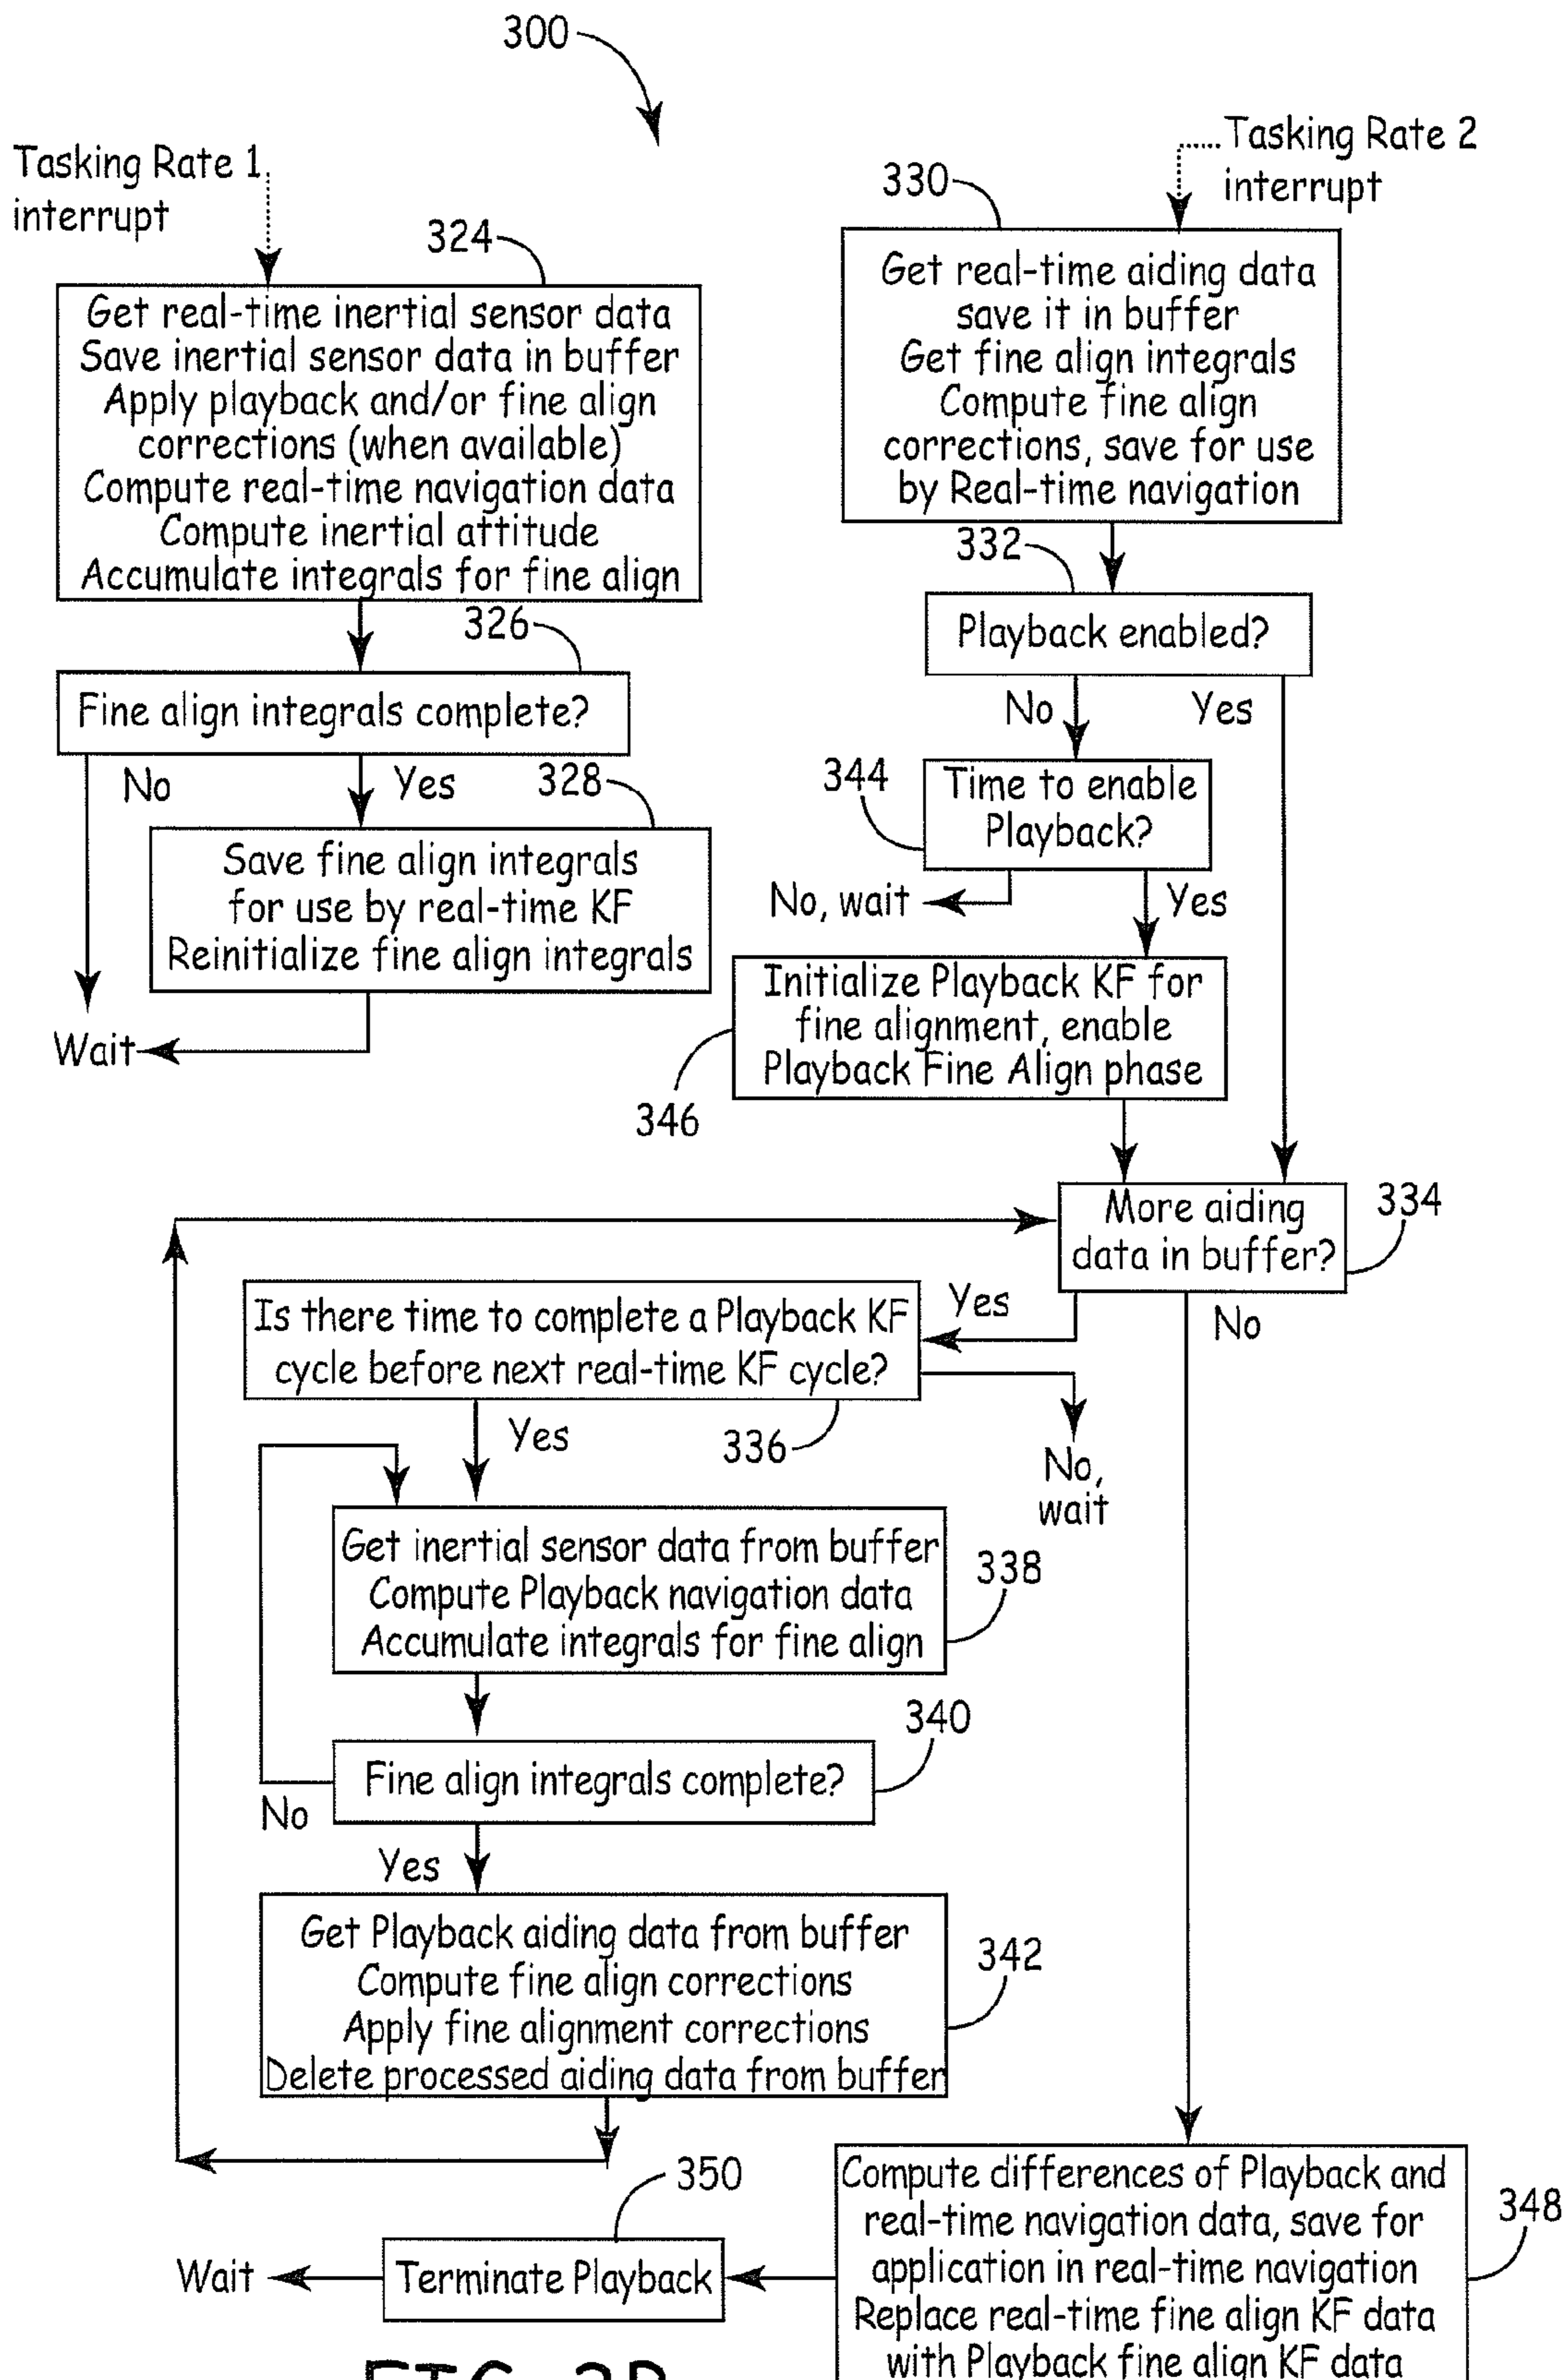 300
Tasking Rate 1
interrupt
324
Get real-time inertial sensor data
Save inertial sensor data in buffer
Apply playback and/or fine align
corrections (when available)
Compute real-time navigation data
Compute inertial attitude
Accumulate integrals for fine align
326
Fine align integrals complete?
No
Yes
328
Save fine align integrals
for use by real-time KF
Reinitialize fine align integrals
Wait
Tasking Rate 2
interrupt
330
Get real-time aiding data
save it in buffer
Get fine align integrals
Compute fine align
corrections, save for use
by Real-time navigation
332
Playback enabled?
No
Yes
344
Time to enable
Playback?
No, wait
Yes
Initialize Playback KF for
fine alignment, enable
Playback Fine Align phase
346
More aiding
data in buffer?
334
Yes
No
Is there time to complete a Playback KF
cycle before next real-time KF cycle?
336
Yes
No,
wait
Get inertial sensor data from buffer
Compute Playback navigation data
Accumulate integrals for fine align
338
340
Fine align integrals complete?
No
Yes
Get Playback aiding data from buffer
Compute fine align corrections
Apply fine alignment corrections
Delete processed aiding data from buffer
342
Compute differences of Playback and
real-time navigation data, save for
application in real-time navigation
Replace real-time fine align KF data
with Playback fine align KF data
348
350
Terminate Playback
Wait